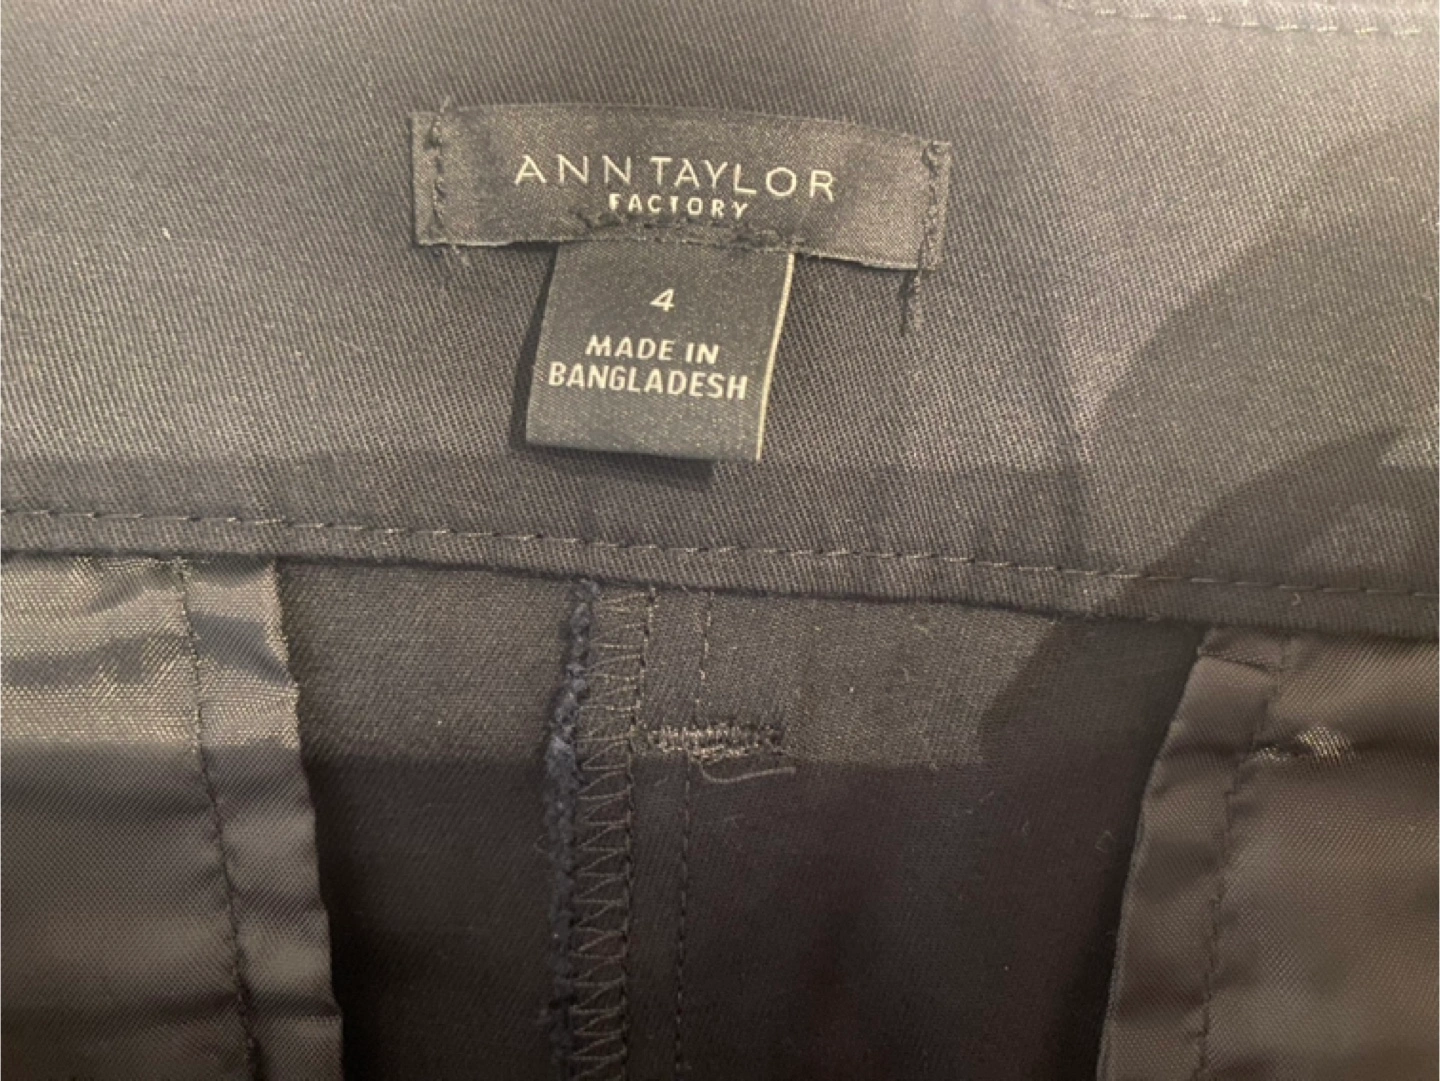 ANN TAYLOR
FACTORY
4
MADE IN
BANGLADESH